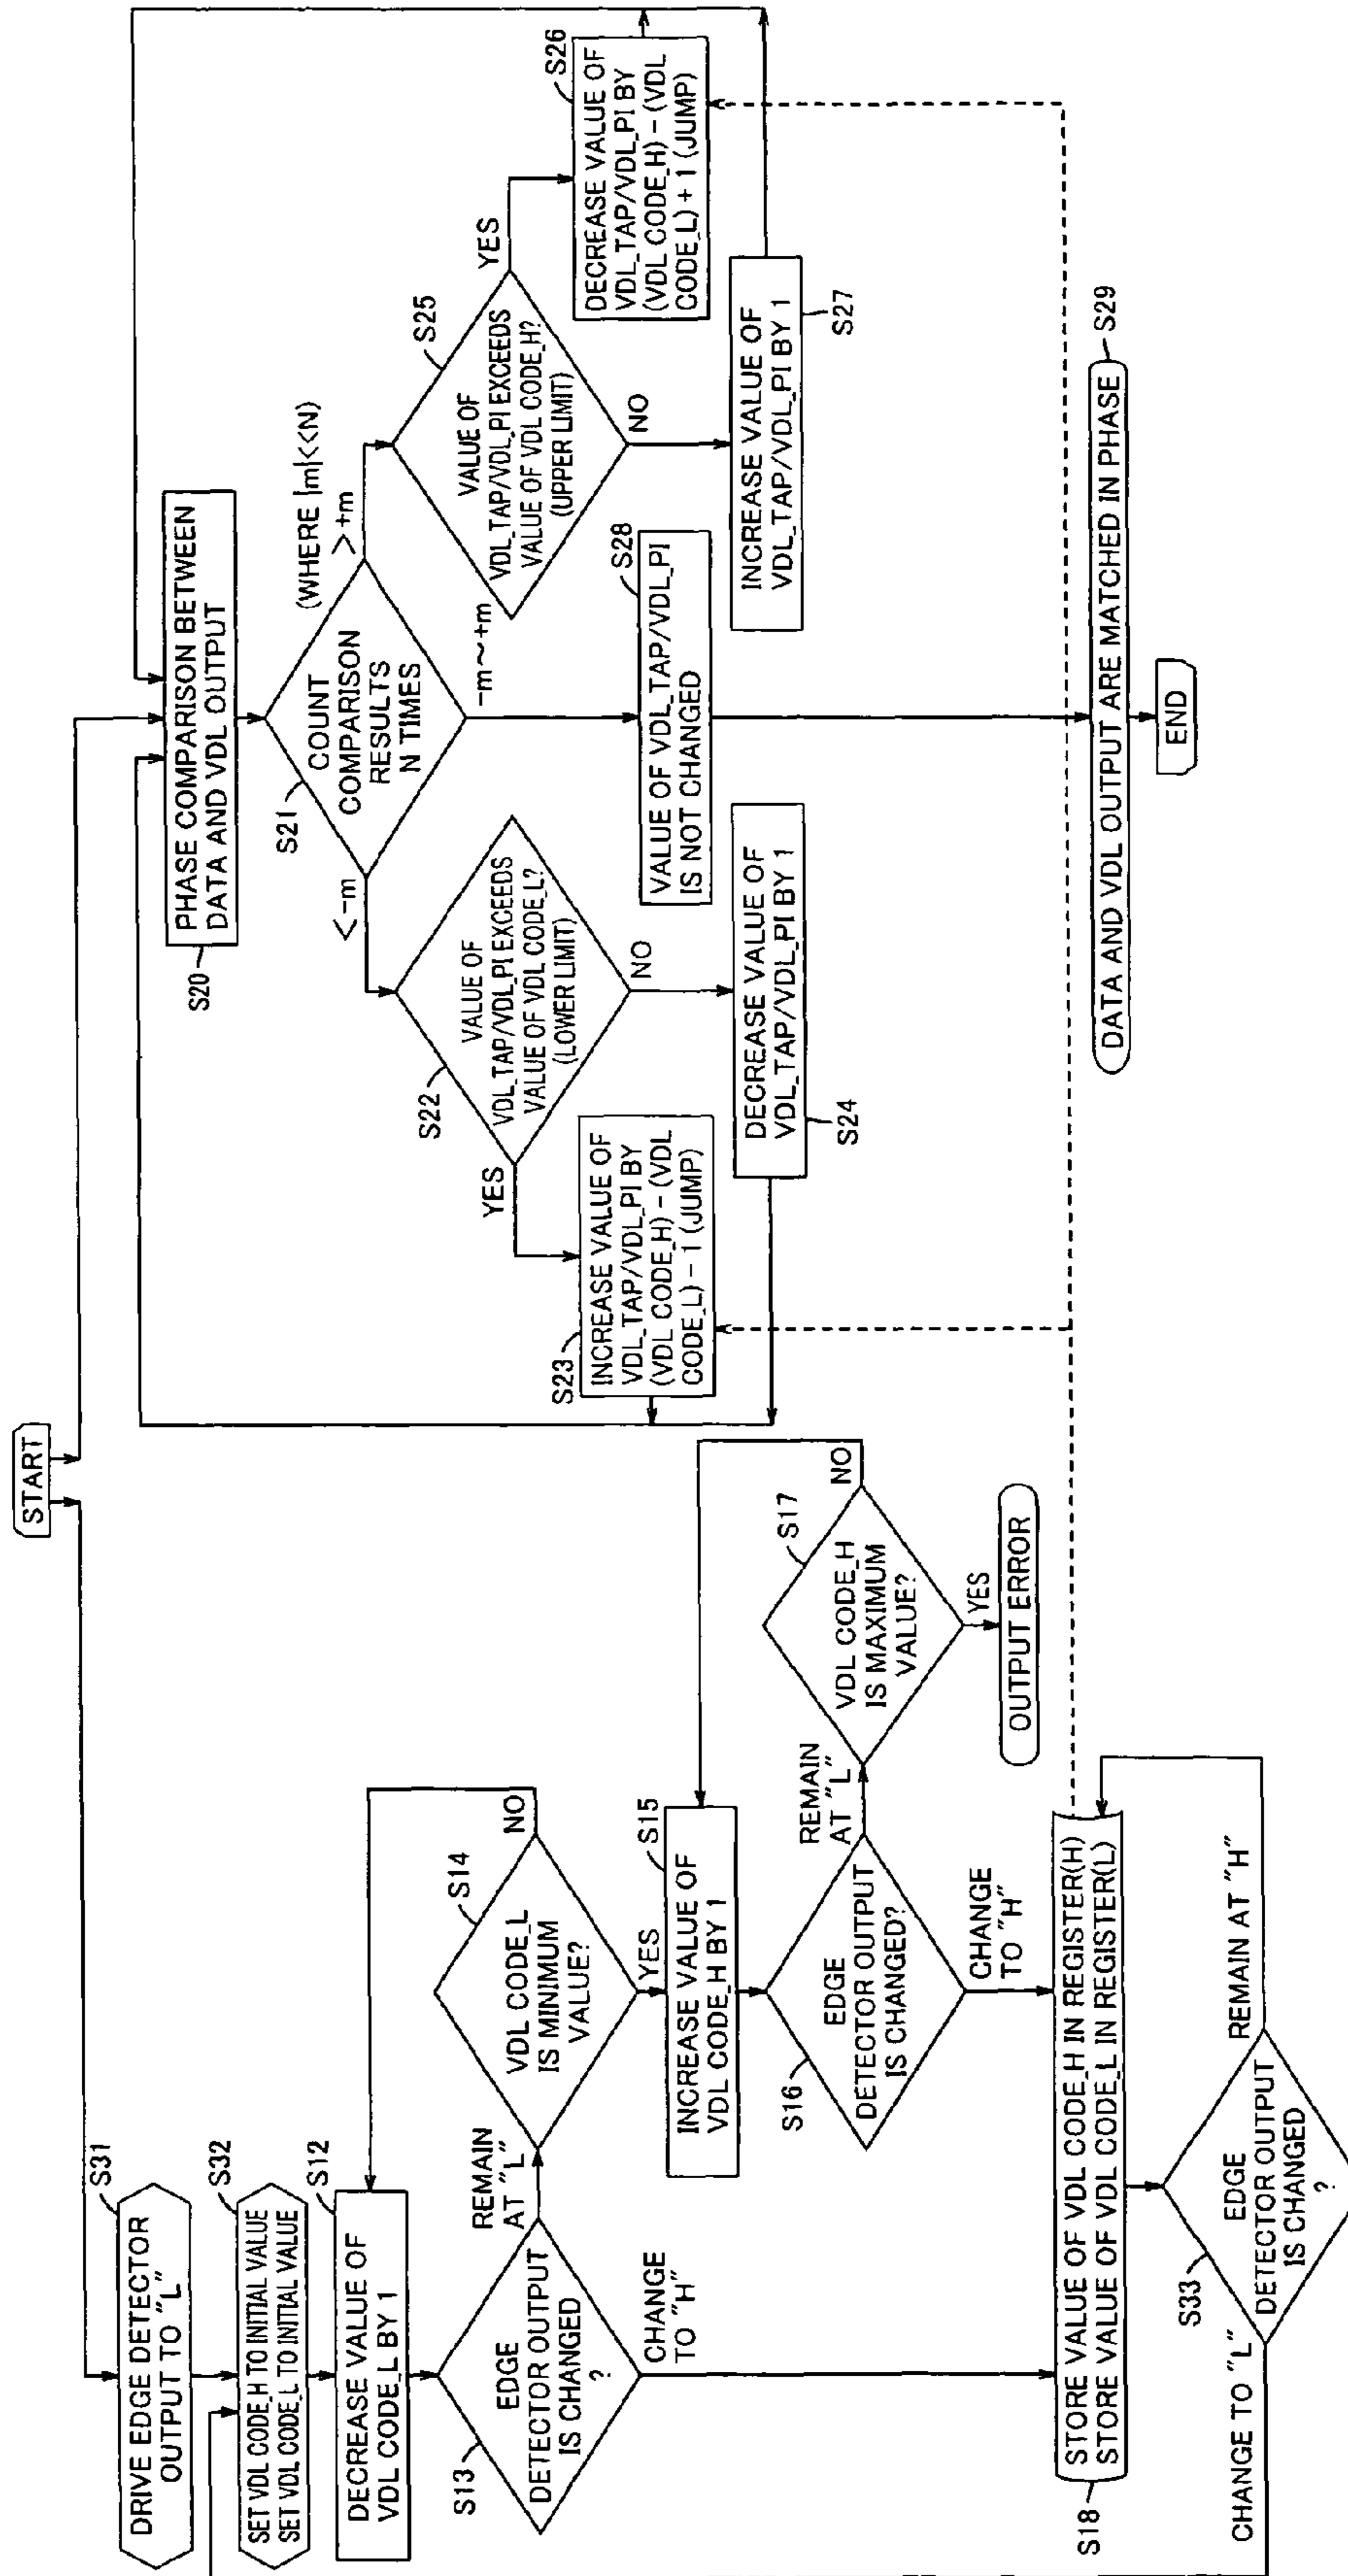 START
S31
DRIVE EDGE DETECTOR
OUTPUT TO "L"
S32
SET VDL CODE_H TO INITIAL VALUE
SET VDL CODE_L TO INITIAL VALUE
S12
DECREASE VALUE OF
VDL CODE_L BY 1
S13
EDGE
DETECTOR OUTPUT
IS CHANGED
?
REMAIN
AT "L"
CHANGE
TO "H"
S14
VDL CODE_L
IS MINIMUM
VALUE?
NO
YES
S15
INCREASE VALUE OF
VDL CODE_H BY 1
S16
EDGE
DETECTOR OUTPUT
IS CHANGED?
REMAIN
AT "L"
CHANGE
TO "H"
S17
VDL CODE_H
IS MAXIMUM
VALUE?
NO
YES
OUTPUT ERROR
S18
STORE VALUE OF VDL CODE_H IN REGISTER(H)
STORE VALUE OF VDL CODE_L IN REGISTER(L)
S33
EDGE
DETECTOR OUTPUT
IS CHANGED
?
CHANGE TO "L"
REMAIN AT "H"
S20
PHASE COMPARISON BETWEEN
DATA AND VDL OUTPUT
S21
COUNT
COMPARISON
RESULTS
N TIMES
(WHERE |m|<<N)
<-m
>+m
-m~+m
S22
VALUE OF
VDL_TAP/VDL_PI EXCEEDS
VALUE OF VDL CODE_L?
(LOWER LIMIT)
YES
NO
S23
INCREASE VALUE OF
VDL_TAP/VDL_PI BY
(VDL CODE_H) - (VDL
CODE_L) - 1 (JUMP)
S24
DECREASE VALUE OF
VDL_TAP/VDL_PI BY 1
S28
VALUE OF VDL_TAP/VDL_PI
IS NOT CHANGED
S25
VALUE OF
VDL_TAP/VDL_PI EXCEEDS
VALUE OF VDL CODE_H?
(UPPER LIMIT)
YES
NO
S26
DECREASE VALUE OF
VDL_TAP/VDL_PI BY
(VDL CODE_H) - (VDL
CODE_L) + 1 (JUMP)
S27
INCREASE VALUE OF
VDL_TAP/VDL_PI BY 1
S29
DATA AND VDL OUTPUT ARE MATCHED IN PHASE
END